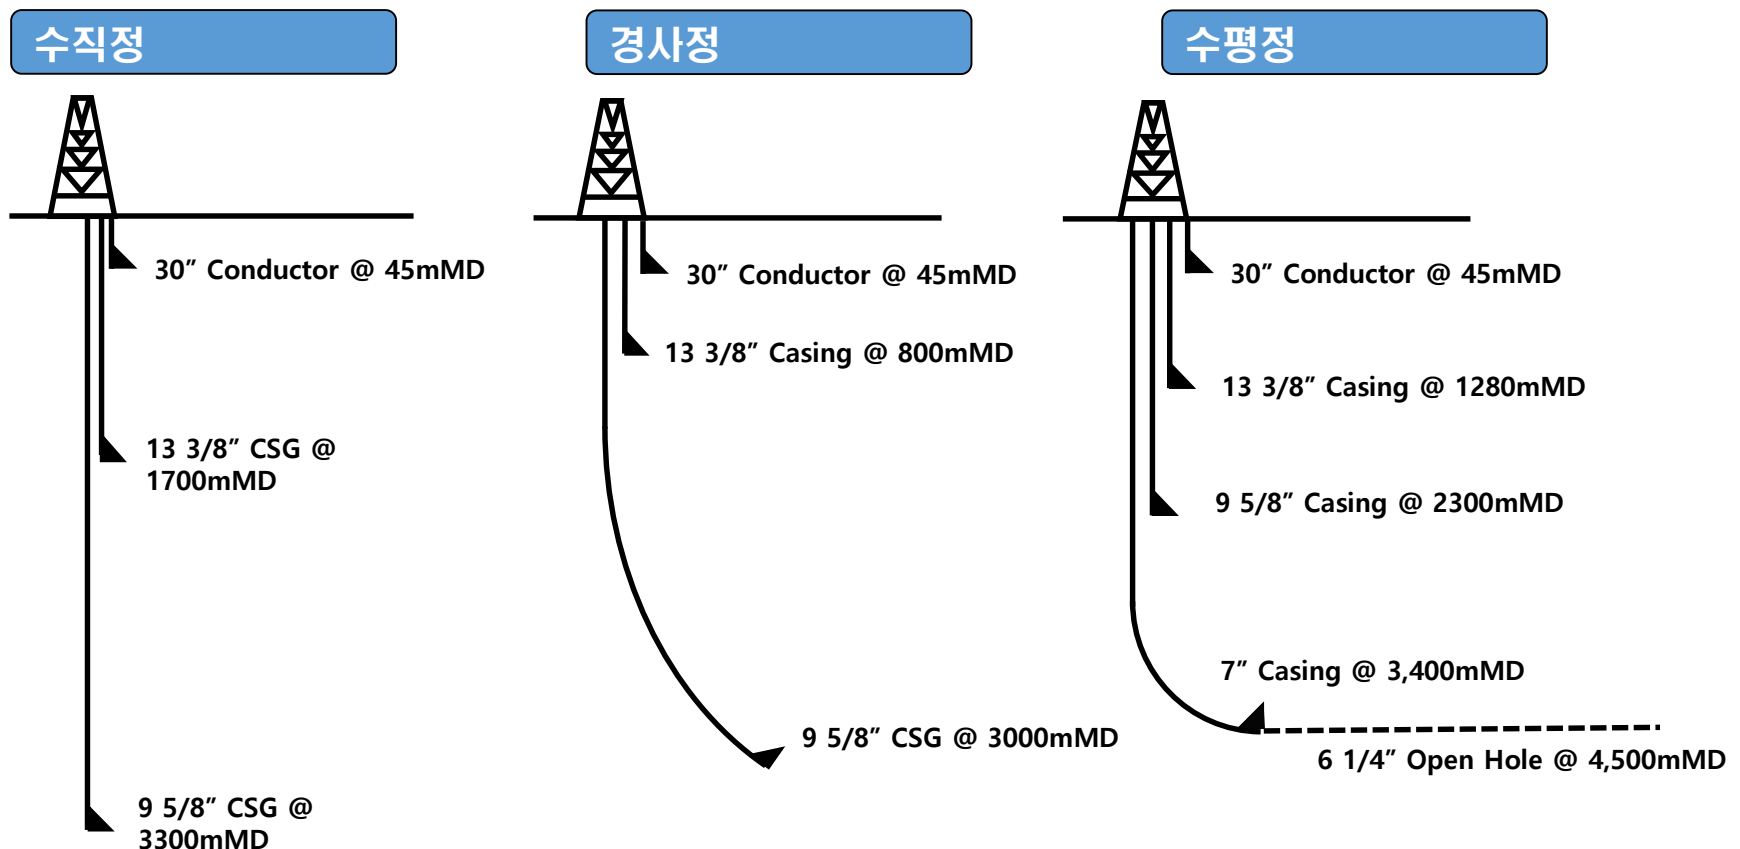 수직정
30” Conductor @ 45mMD
13 3/8” CSG @
1700mMD
9 5/8” CSG @
3300mMD
경사정
30” Conductor @ 45mMD
13 3/8” Casing @ 800mMD
9 5/8” CSG @ 3000mMD
수평정
30” Conductor @ 45mMD
13 3/8” Casing @ 1280mMD
9 5/8” Casing @ 2300mMD
7” Casing @ 3,400mMD
6 1/4” Open Hole @ 4,500mMD